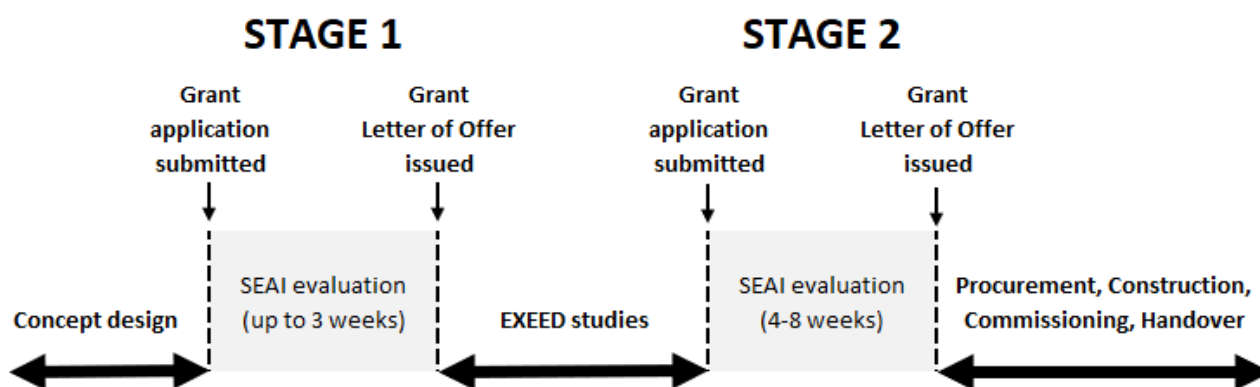 STAGE 1
STAGE 2
Grant
application
submitted
Grant
Letter of Offer
issued
Grant
application
submitted
Grant
Letter of Offer
issued
Concept design
SEAI evaluation
(up to 3 weeks)
EXEED studies
SEAI evaluation
(4-8 weeks)
Procurement, Construction,
Commissioning, Handover